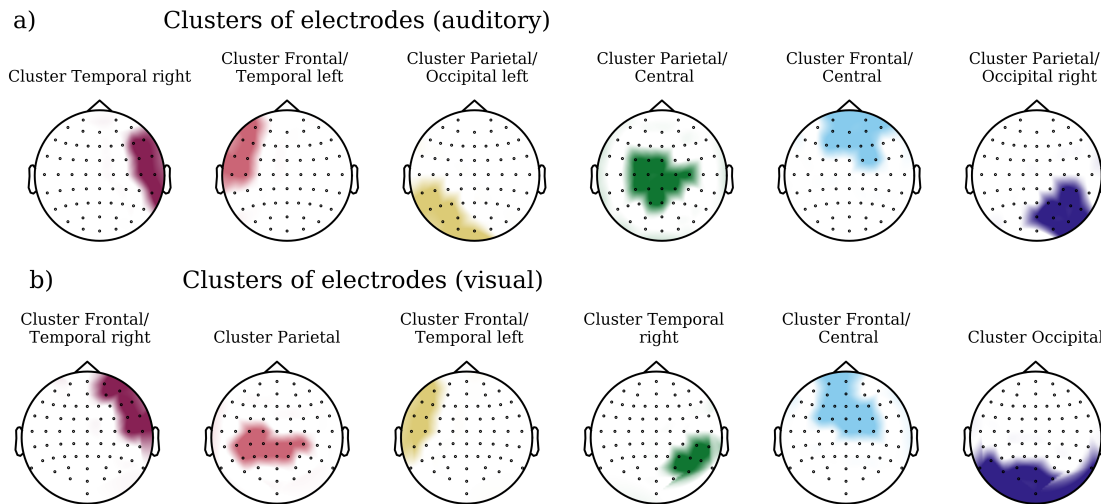 a)
Clusters of electrodes (auditory)
Cluster Temporal right
Cluster Frontal/
Temporal left
Cluster Parietal/
Occipital left
Cluster Parietal/
Central
Cluster Frontal/
Central
Cluster Parietal/
Occipital right
b)
Clusters of electrodes (visual)
Cluster Frontal/
Temporal right
Cluster Parietal
Cluster Frontal/
Temporal left
Cluster Temporal
right
Cluster Frontal/
Central
Cluster Occipital